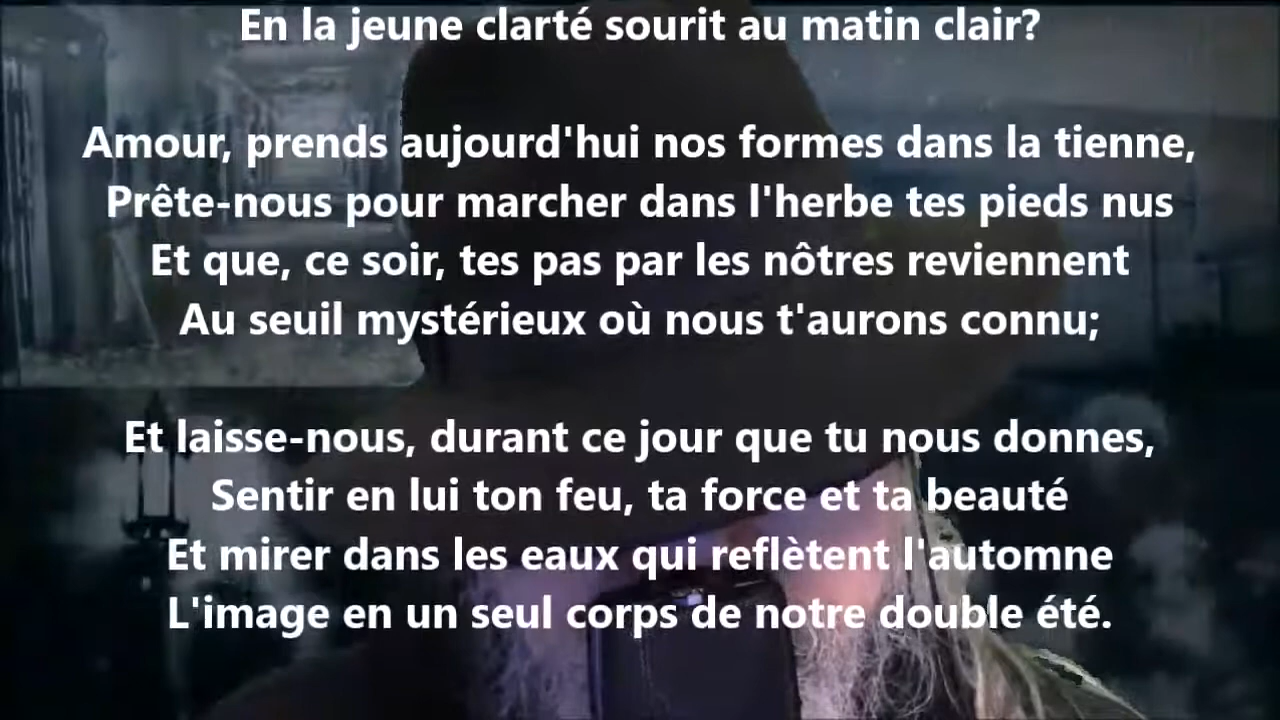 En la jeune clarté sourit au matin clair?
Amour, prends aujourd'hui nos formes dans la tienne,
Prête-nous pour marcher dans l'herbe tes pieds nus
Et que, ce soir, tes pas par les nôtres reviennent
Au seuil mystérieux où nous t'aurons connu;
Et laisse-nous, durant ce jour que tu nous donnes,
Sentir en lui ton feu, ta force et ta beauté
Et mirer dans les eaux qui reflètent l'automne
L'image en un seul corps de notre double été.